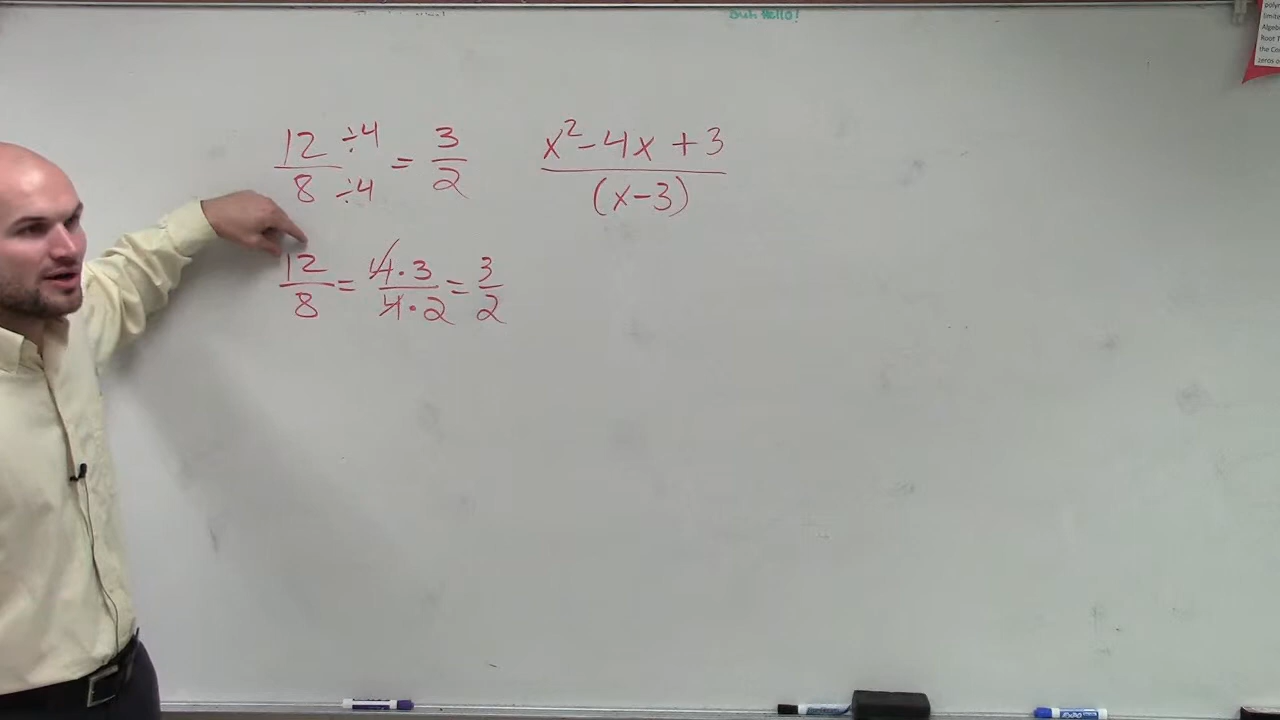 12 ÷4 / 8 ÷4 = 3/2
x² - 4x + 3 / (x - 3)
12/8 = 4·3 / 4·2 = 3/2
Hello!
EXPO